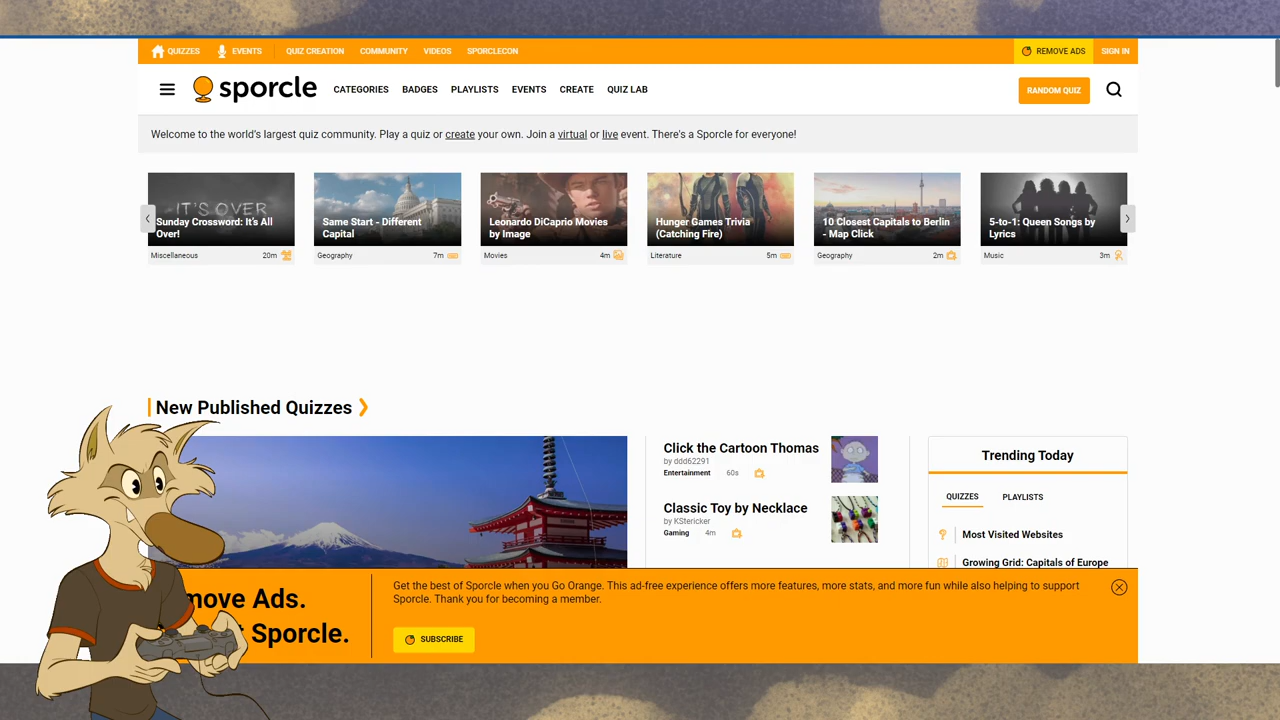 QUIZZES EVENTS QUIZ CREATION COMMUNITY VIDEOS SPORCLECON REMOVE ADS SIGN IN
sporcle CATEGORIES BADGES PLAYLISTS EVENTS CREATE QUIZ LAB RANDOM QUIZ
Welcome to the world's largest quiz community. Play a quiz or create your own. Join a virtual or live event. There's a Sporcle for everyone!
IT'S OVER
Sunday Crossword: It's All
Over!
Miscellaneous 20m
Same Start - Different
Capital
Geography 7m
Leonardo DiCaprio Movies
by Image
Movies 4m
Hunger Games Trivia
(Catching Fire)
Literature 5m
10 Closest Capitals to Berlin
- Map Click
Geography 2m
5-to-1: Queen Songs by
Lyrics
Music 3m
New Published Quizzes
Click the Cartoon Thomas
by ddd62291
Entertainment 60s
Classic Toy by Necklace
by KStericker
Gaming 4m
Trending Today
QUIZZES PLAYLISTS
Most Visited Websites
Growing Grid: Capitals of Europe
move Ads.
t Sporcle.
Get the best of Sporcle when you Go Orange. This ad-free experience offers more features, more stats, and more fun while also helping to support
Sporcle. Thank you for becoming a member.
SUBSCRIBE